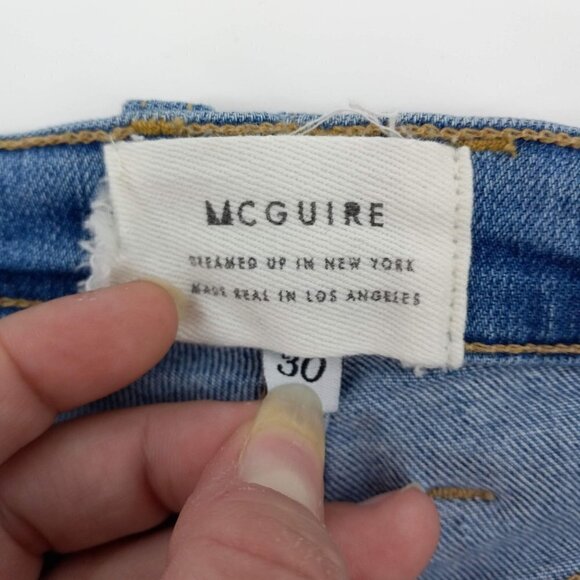 MCGUIRE
DREAMED UP IN NEW YORK
MADE REAL IN LOS ANGELES
30